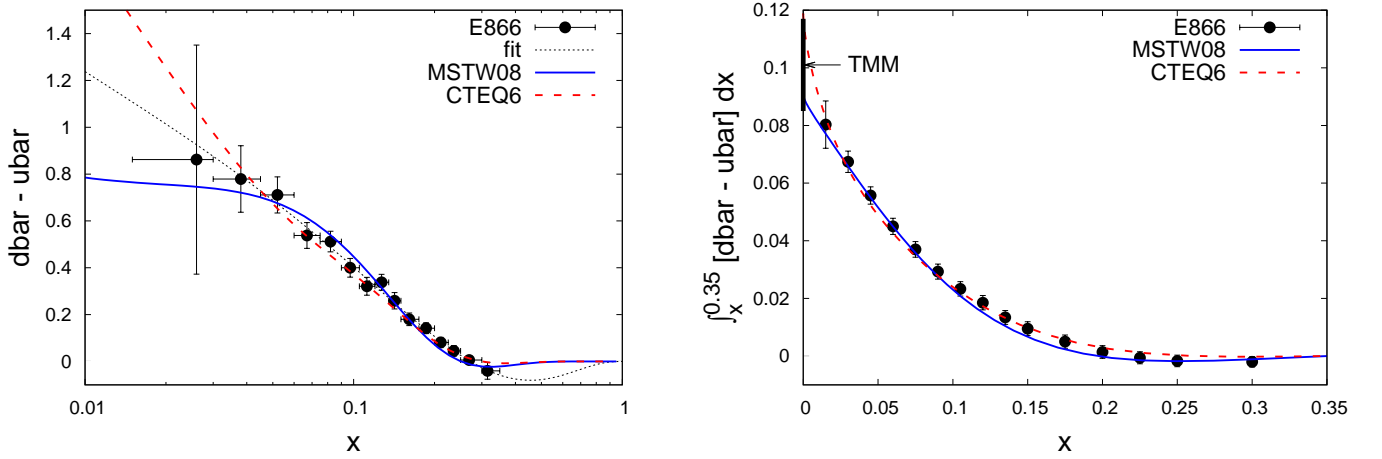 dbar - ubar
1.4
1.2
1
0.8
0.6
0.4
0.2
0
0.01
0.1
1
x
E866
fit
MSTW08
CTEQ6
∫x0.35 [dbar - ubar] dx
0.12
0.1
0.08
0.06
0.04
0.02
0
0
0.05
0.1
0.15
0.2
0.25
0.3
0.35
x
E866
MSTW08
CTEQ6
TMM